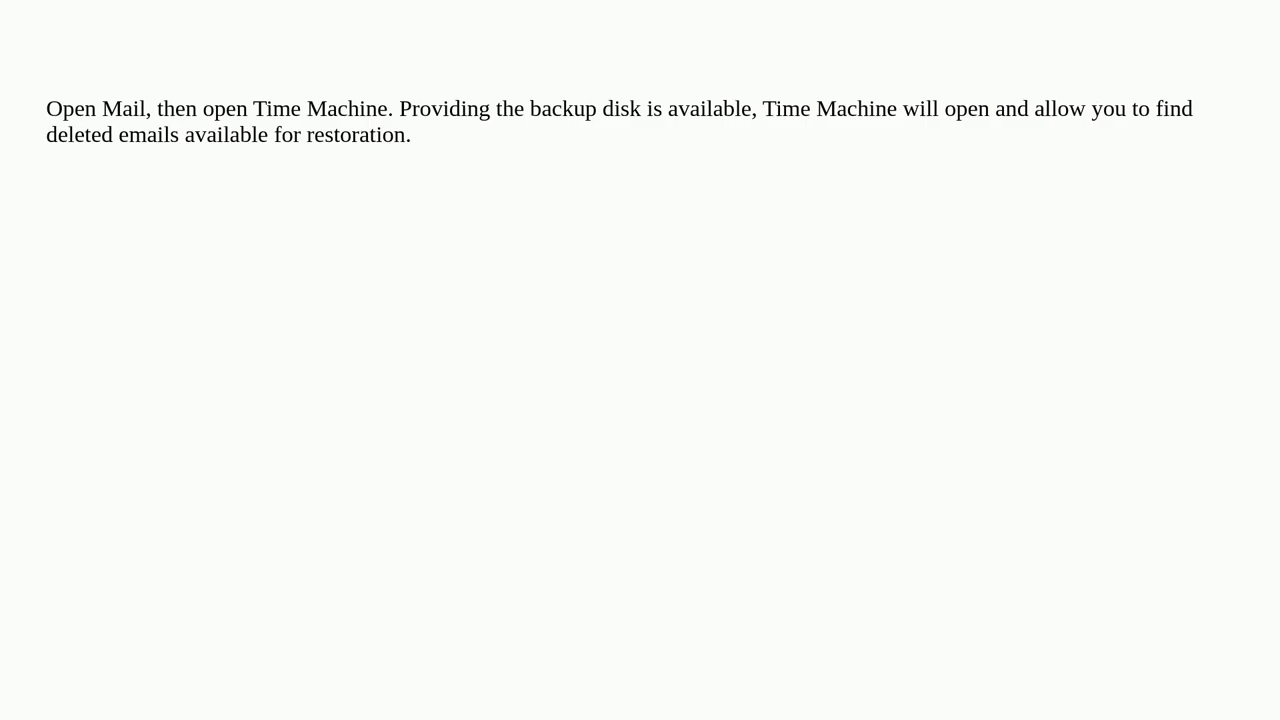 Open Mail, then open Time Machine. Providing the backup disk is available, Time Machine will open and allow you to find
deleted emails available for restoration.